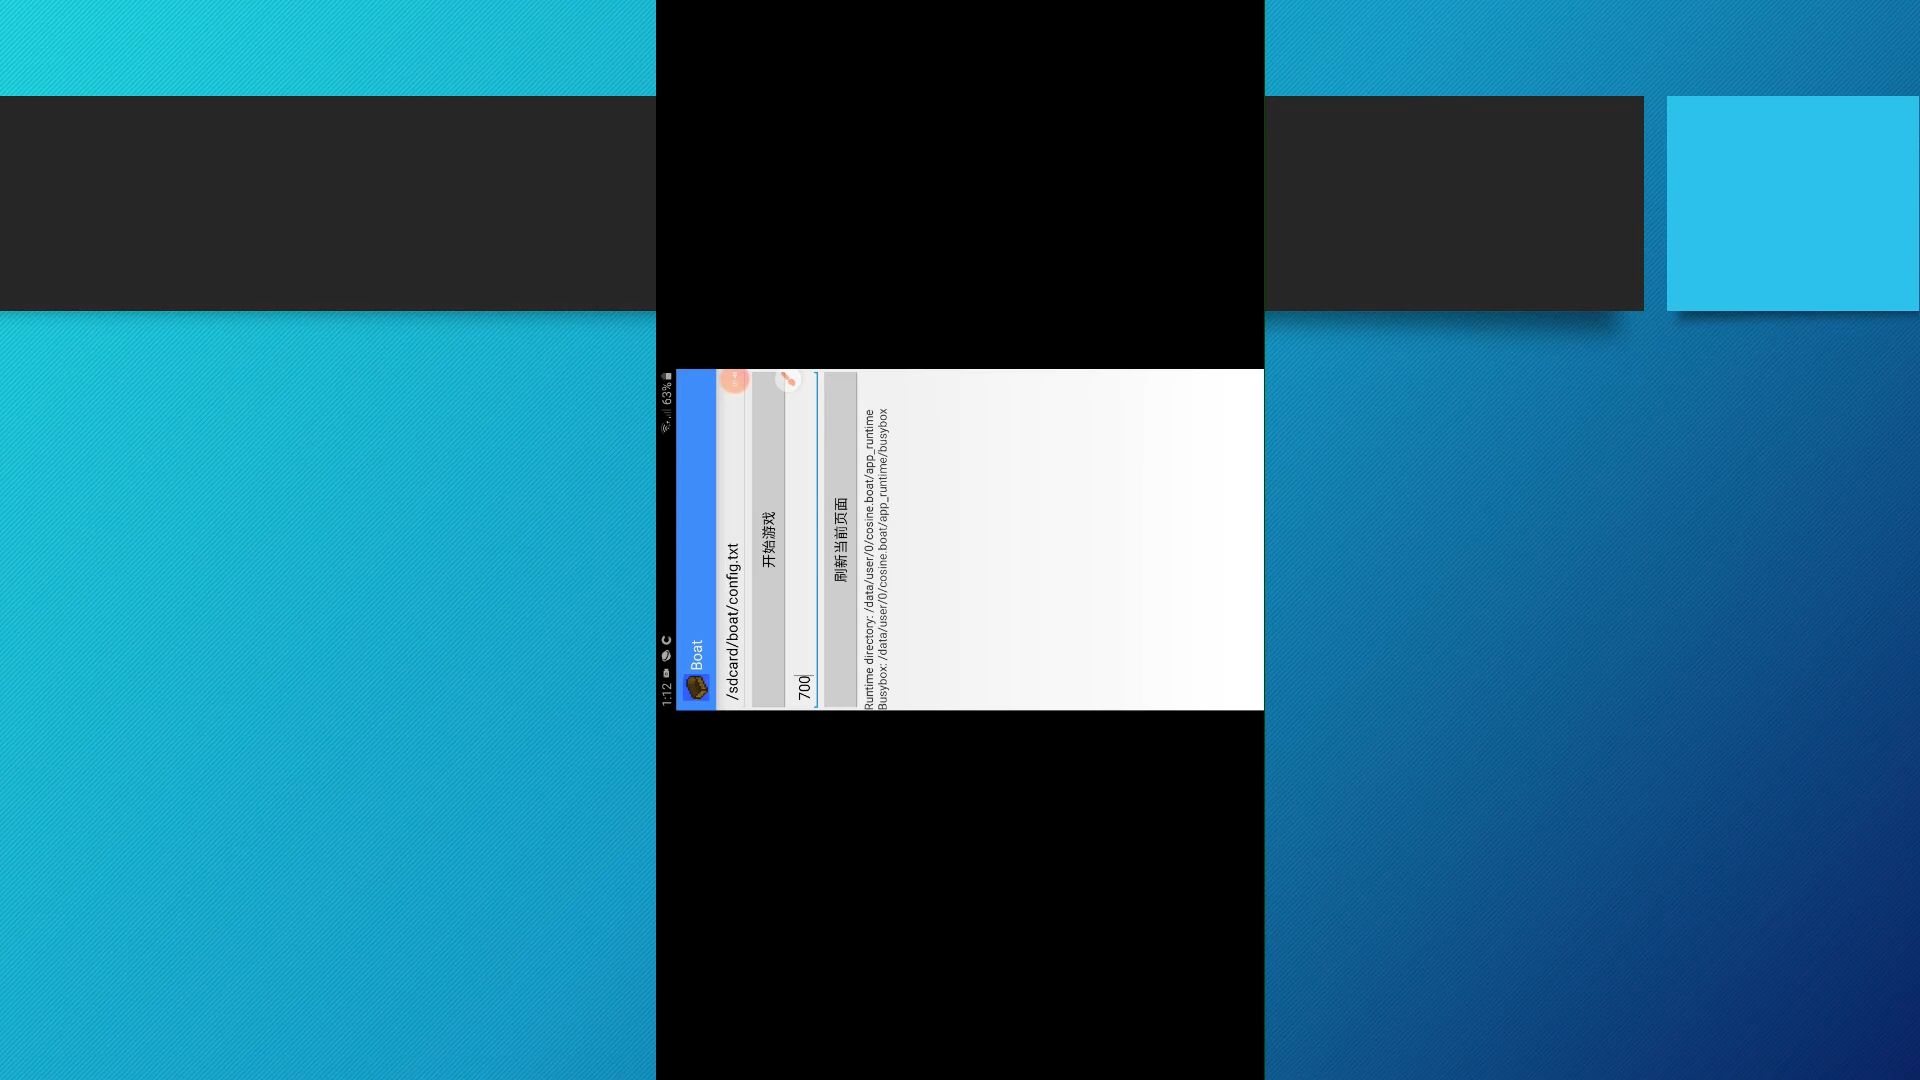 1:12
63%
Boat
/sdcard/boat/config.txt
开始游戏
700
刷新当前页面
Runtime directory: /data/user/0/cosine.boat/app_runtime
Busybox: /data/user/0/cosine.boat/app_runtime/busybox